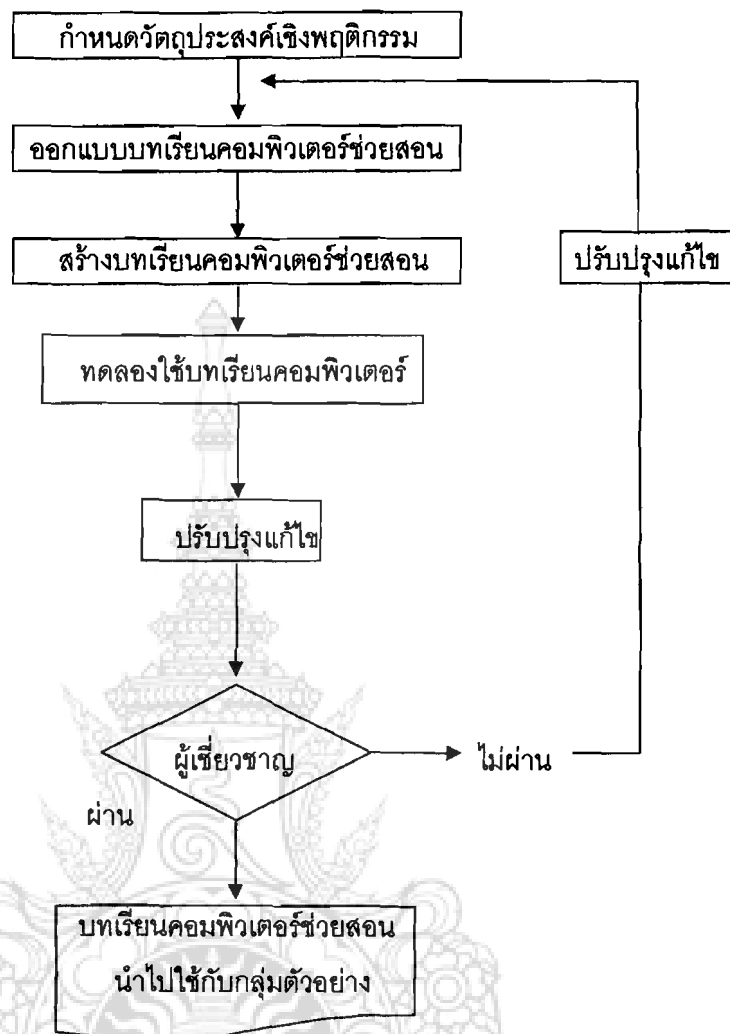 กำหนดวัตถุประสงค์เชิงพฤติกรรม
ออกแบบบทเรียนคอมพิวเตอร์ช่วยสอน
สร้างบทเรียนคอมพิวเตอร์ช่วยสอน
ปรับปรุงแก้ไข
ทดลองใช้บทเรียนคอมพิวเตอร์
ปรับปรุงแก้ไข
ผู้เชี่ยวชาญ
ไม่ผ่าน
ผ่าน
บทเรียนคอมพิวเตอร์ช่วยสอน
นำไปใช้กับกลุ่มตัวอย่าง